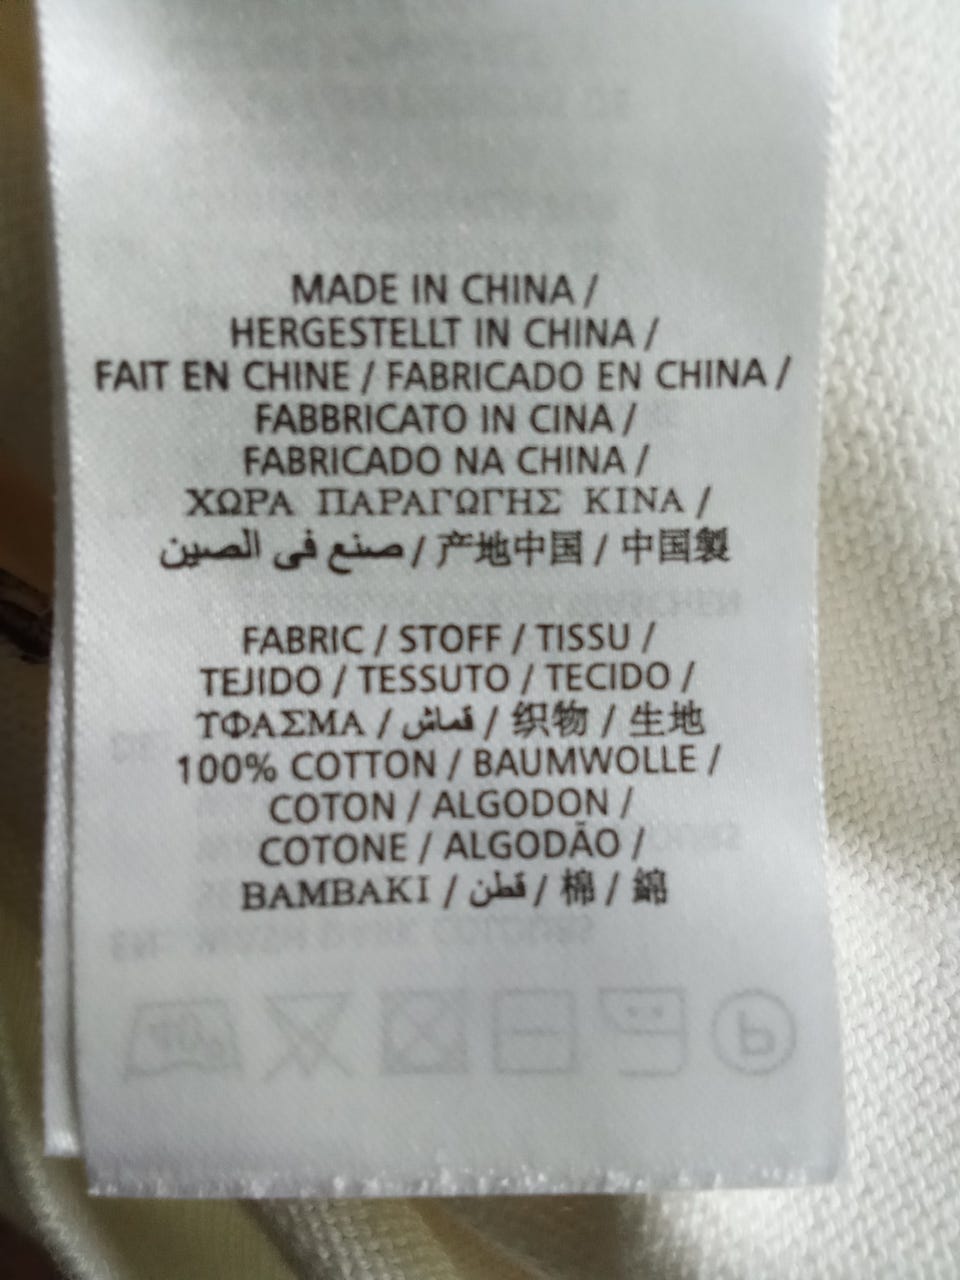 MADE IN CHINA /
HERGESTELLT IN CHINA /
FAIT EN CHINE / FABRICADO EN CHINA /
FABBRICATO IN CINA /
FABRICADO NA CHINA /
ΧΩΡΑ ΠΑΡΑΓΩΓΗΣ ΚΙΝΑ /
صنع فى الصين / 产地中国 / 中国製
FABRIC / STOFF / TISSU /
TEJIDO / TESSUTO / TECIDO /
ΤΦΑΣΜΑ / قماش / 织物 / 生地
100% COTTON / BAUMWOLLE /
COTON / ALGODON /
COTONE / ALGODÃO /
BAMBAKI / قطن / 棉 / 綿